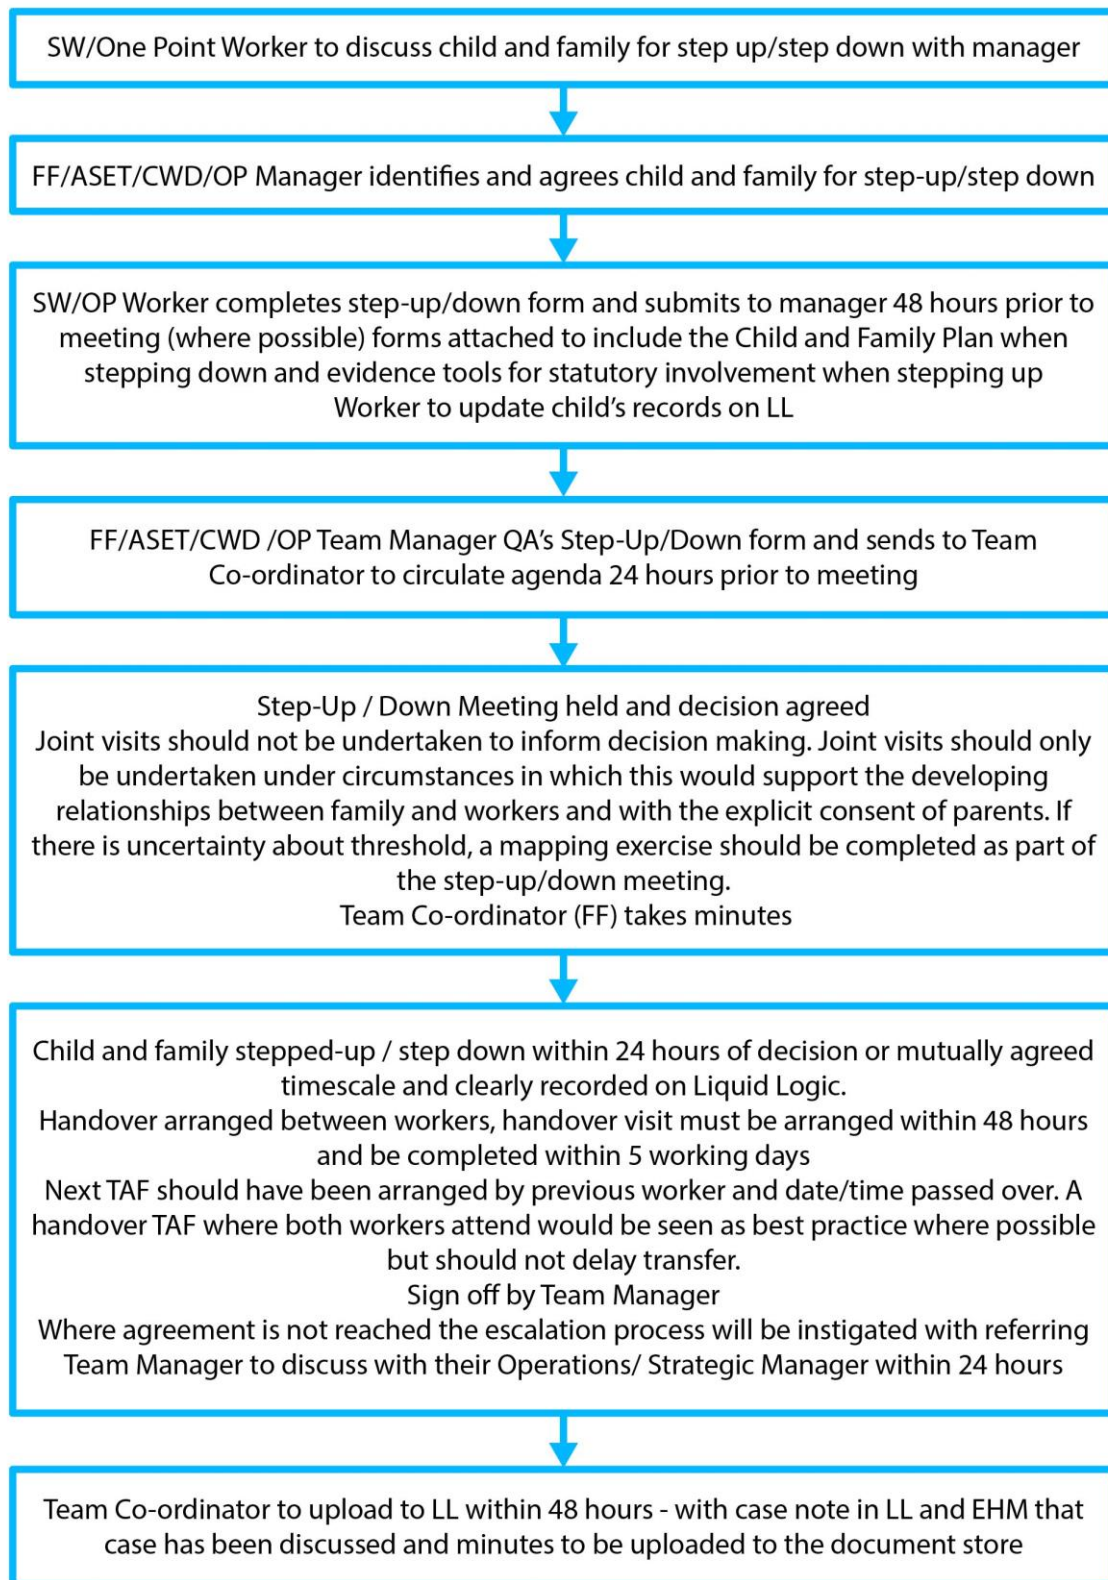 SW/One Point Worker to discuss child and family for step up/step down with manager
FF/ASET/CWD/OP Manager identifies and agrees child and family for step-up/step down
SW/OP Worker completes step-up/down form and submits to manager 48 hours prior to
meeting (where possible) forms attached to include the Child and Family Plan when
stepping down and evidence tools for statutory involvement when stepping up
Worker to update child’s records on LL
FF/ASET/CWD /OP Team Manager QA’s Step-Up/Down form and sends to Team
Co-ordinator to circulate agenda 24 hours prior to meeting
Step-Up / Down Meeting held and decision agreed
Joint visits should not be undertaken to inform decision making. Joint visits should only
be undertaken under circumstances in which this would support the developing
relationships between family and workers and with the explicit consent of parents. If
there is uncertainty about threshold, a mapping exercise should be completed as part of
the step-up/down meeting.
Team Co-ordinator (FF) takes minutes
Child and family stepped-up / step down within 24 hours of decision or mutually agreed
timescale and clearly recorded on Liquid Logic.
Handover arranged between workers, handover visit must be arranged within 48 hours
and be completed within 5 working days
Next TAF should have been arranged by previous worker and date/time passed over. A
handover TAF where both workers attend would be seen as best practice where possible
but should not delay transfer.
Sign off by Team Manager
Where agreement is not reached the escalation process will be instigated with referring
Team Manager to discuss with their Operations/ Strategic Manager within 24 hours
Team Co-ordinator to upload to LL within 48 hours - with case note in LL and EHM that
case has been discussed and minutes to be uploaded to the document store